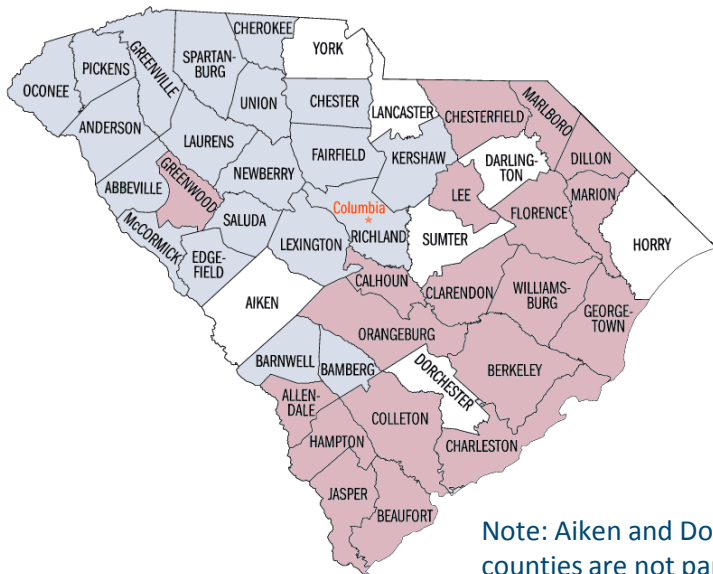 CHEROKEE
YORK
GREENVILLE
SPARTAN-
BURG
PICKENS
OCONEE
UNION
CHESTER
LANCASTER
CHESTERFIELD
MARLBORO
ANDERSON
LAURENS
FAIRFIELD
KERSHAW
DARLING-
TON
DILLON
ABBEVILLE
GREENWOOD
NEWBERRY
LEE
MARION
Columbia
FLORENCE
McCORMICK
SALUDA
LEXINGTON
RICHLAND
SUMTER
HORRY
EDGE-
FIELD
CALHOUN
CLARENDON
WILLIAMS-
BURG
AIKEN
GEORGE-
TOWN
ORANGEBURG
BARNWELL
BAMBERG
DORCHESTER
BERKELEY
ALLEN-
DALE
COLLETON
HAMPTON
CHARLESTON
JASPER
BEAUFORT
Note: Aiken and Do
counties are not pa